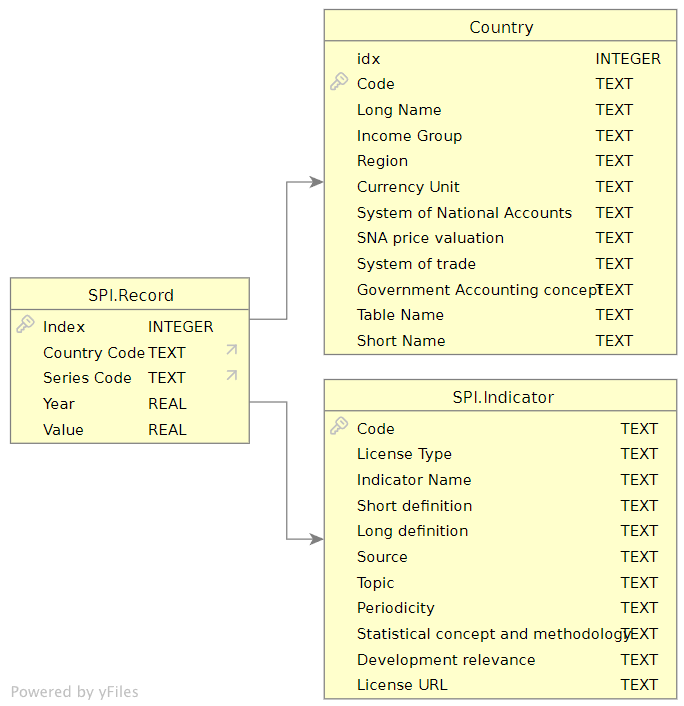 Country
idx INTEGER
Code TEXT
Long Name TEXT
Income Group TEXT
Region TEXT
Currency Unit TEXT
System of National Accounts TEXT
SNA price valuation TEXT
System of trade TEXT
Government Accounting concept TEXT
Table Name TEXT
Short Name TEXT
SPI.Record
Index INTEGER
Country Code TEXT
Series Code TEXT
Year REAL
Value REAL
SPI.Indicator
Code TEXT
License Type TEXT
Indicator Name TEXT
Short definition TEXT
Long definition TEXT
Source TEXT
Topic TEXT
Periodicity TEXT
Statistical concept and methodology TEXT
Development relevance TEXT
License URL TEXT
Powered by yFiles